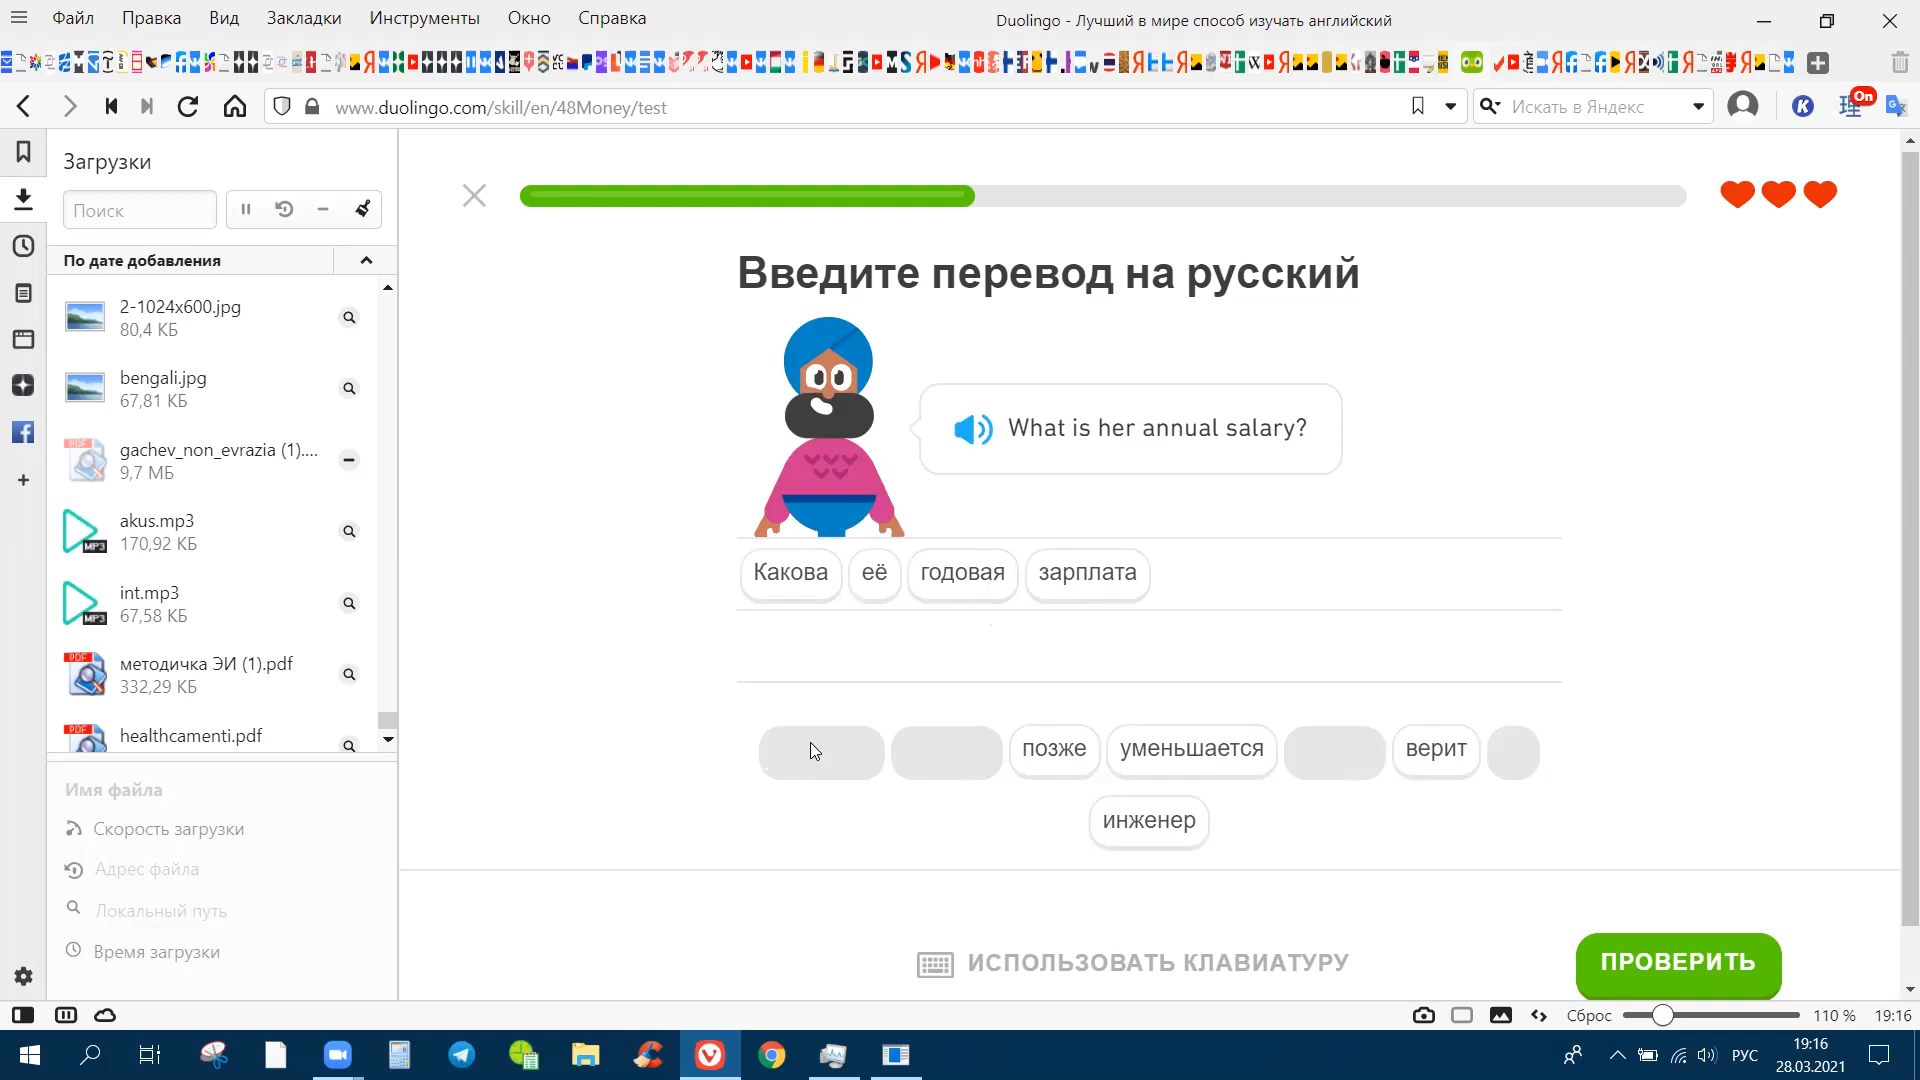 Файл Правка Вид Закладки Инструменты Окно Справка
Duolingo - Лучший в мире способ изучать английский
www.duolingo.com/skill/en/48Money/test
Искать в Яндекс
On
Загрузки
Поиск
По дате добавления
2-1024x600.jpg
80,4 КБ
bengali.jpg
67,81 КБ
gachev_non_evrazia (1)....
9,7 МБ
akus.mp3
170,92 КБ
int.mp3
67,58 КБ
методичка ЭИ (1).pdf
332,29 КБ
healthcamenti.pdf
Имя файла
Скорость загрузки
Адрес файла
Локальный путь
Время загрузки
Введите перевод на русский
What is her annual salary?
Какова её годовая зарплата
позже уменьшается верит
инженер
ИСПОЛЬЗОВАТЬ КЛАВИАТУРУ
ПРОВЕРИТЬ
Сброс 110 % 19:16
РУС
19:16
28.03.2021